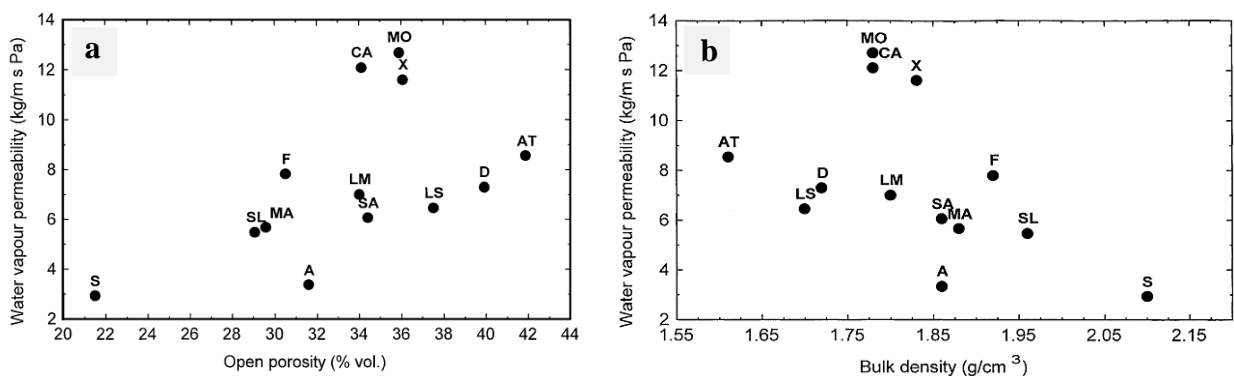 a
Water vapour permeability (kg/m s Pa)
14
12
10
8
6
4
2
MO
CA
X
AT
F
D
LM
LS
SA
SL
MA
A
S
20 22 24 26 28 30 32 34 36 38 40 42 44
Open porosity (% vol.)
b
Water vapour permeability (kg/m s Pa)
14
12
10
8
6
4
2
MO
CA
X
AT
F
D
LM
LS
SA
MA
SL
A
S
1.55 1.65 1.75 1.85 1.95 2.05 2.15
Bulk density (g/cm ³)